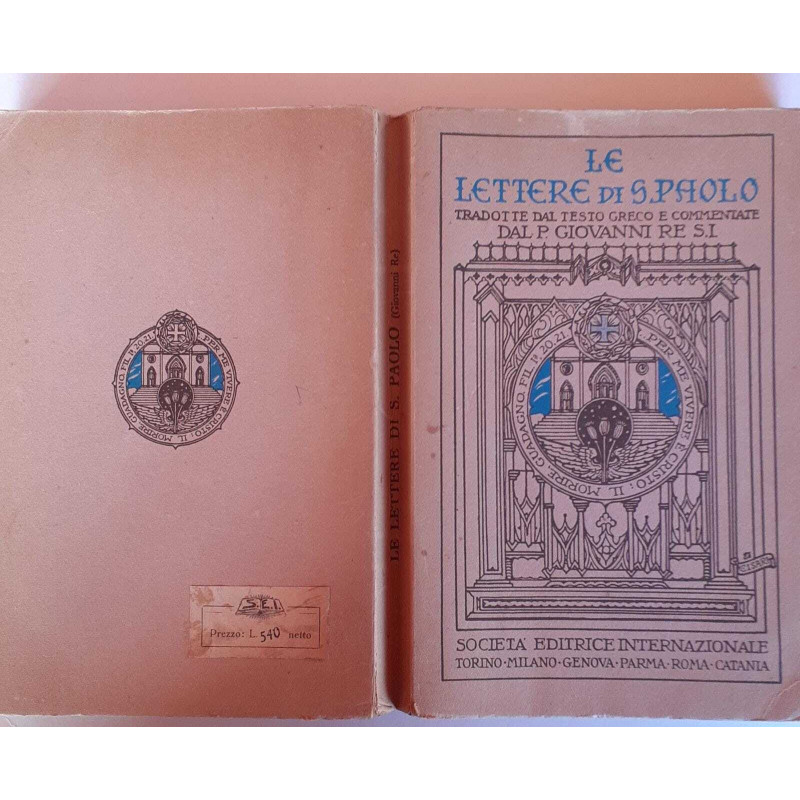 PER ME VIVERE È CRISTO: IL MORIRE GUADAGNO. FIL. I°. 20. 21.
S.E.I.
Prezzo: L. 540 netto
LE LETTERE DI S. PAOLO (Giovanni Re)
LE
LETTERE DI S. PAOLO
TRADOTTE DAL TESTO GRECO E COMMENTATE
DAL P. GIOVANNI RE S.I.
PER ME VIVERE È CRISTO: IL MORIRE GUADAGNO. FIL. I°. 20. 21.
SOCIETÀ EDITRICE INTERNAZIONALE
TORINO·MILANO·GENOVA·PARMA·ROMA·CATANIA